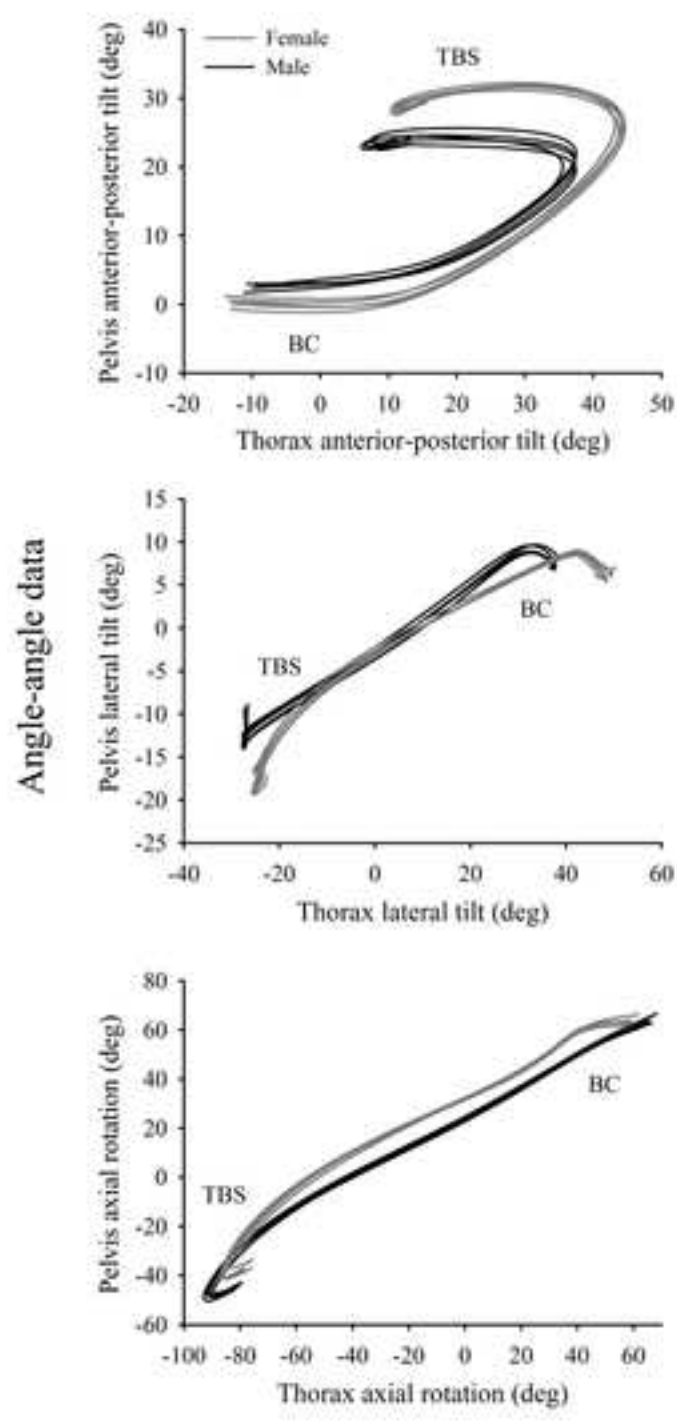 Angle-angle data
Pelvis anterior-posterior tilt (deg)
40
30
20
10
0
-10
Female
Male
TBS
BC
-20 -10 0 10 20 30 40 50
Thorax anterior-posterior tilt (deg)
Pelvis lateral tilt (deg)
15
10
5
0
-5
-10
-15
-20
-25
TBS
BC
-40 -20 0 20 40 60
Thorax lateral tilt (deg)
Pelvis axial rotation (deg)
80
60
40
20
0
-20
-40
-60
TBS
BC
-100 -80 -60 -40 -20 0 20 40 60
Thorax axial rotation (deg)